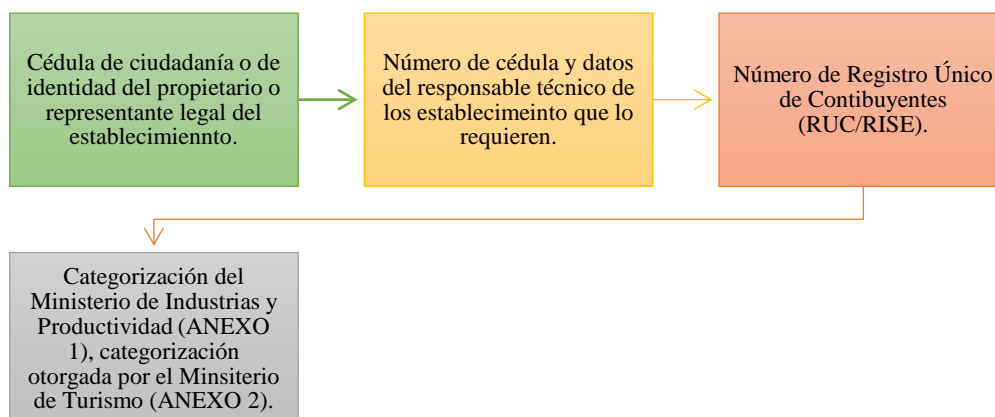 Cédula de ciudadanía o de
identidad del propietario o
representante legal del
establecimiennto.
Número de cédula y datos
del responsable técnico de
los establecimeinto que lo
requieren.
Número de Registro Único
de Contibuyentes
(RUC/RISE).
Categorización del
Ministerio de Industrias y
Productividad (ANEXO
1), categorización
otorgada por el Minsiterio
de Turismo (ANEXO 2).